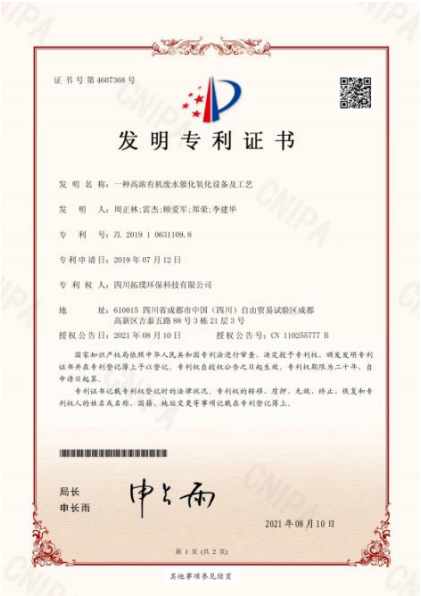 证书号第4607368号
发明专利证书
发明名称：一种高浓有机废水催化氧化设备及工艺
发明人：周正林;雷杰;顾爱军;郑荣;李建华
专利号：ZL 2019 1 0631109.8
专利申请日：2019年07月12日
专利权人：四川拓璞环保科技有限公司
地址：610015 四川省成都市中国（四川）自由贸易试验区成都
高新区吉泰五路88号3栋21层3号
授权公告日：2021年08月10日 授权公告号：CN 110255777 B
国家知识产权局依照中华人民共和国专利法进行审查，决定授予专利权，颁发发明专利
证书并在专利登记簿上予以登记。专利权自授权公告之日起生效。专利权期限为二十年，自
申请日起算。
专利证书记载专利权登记时的法律状况。专利权的转移、质押、无效、终止、恢复和专
利权人的姓名或名称、国籍、地址变更等事项记载在专利登记簿上。
局长
申长雨
申长雨
2021年08月10日
第 1 页 (共 2 页)
其他事项参见续页
CNIPA
CNIPA
CNIPA
CNIPA